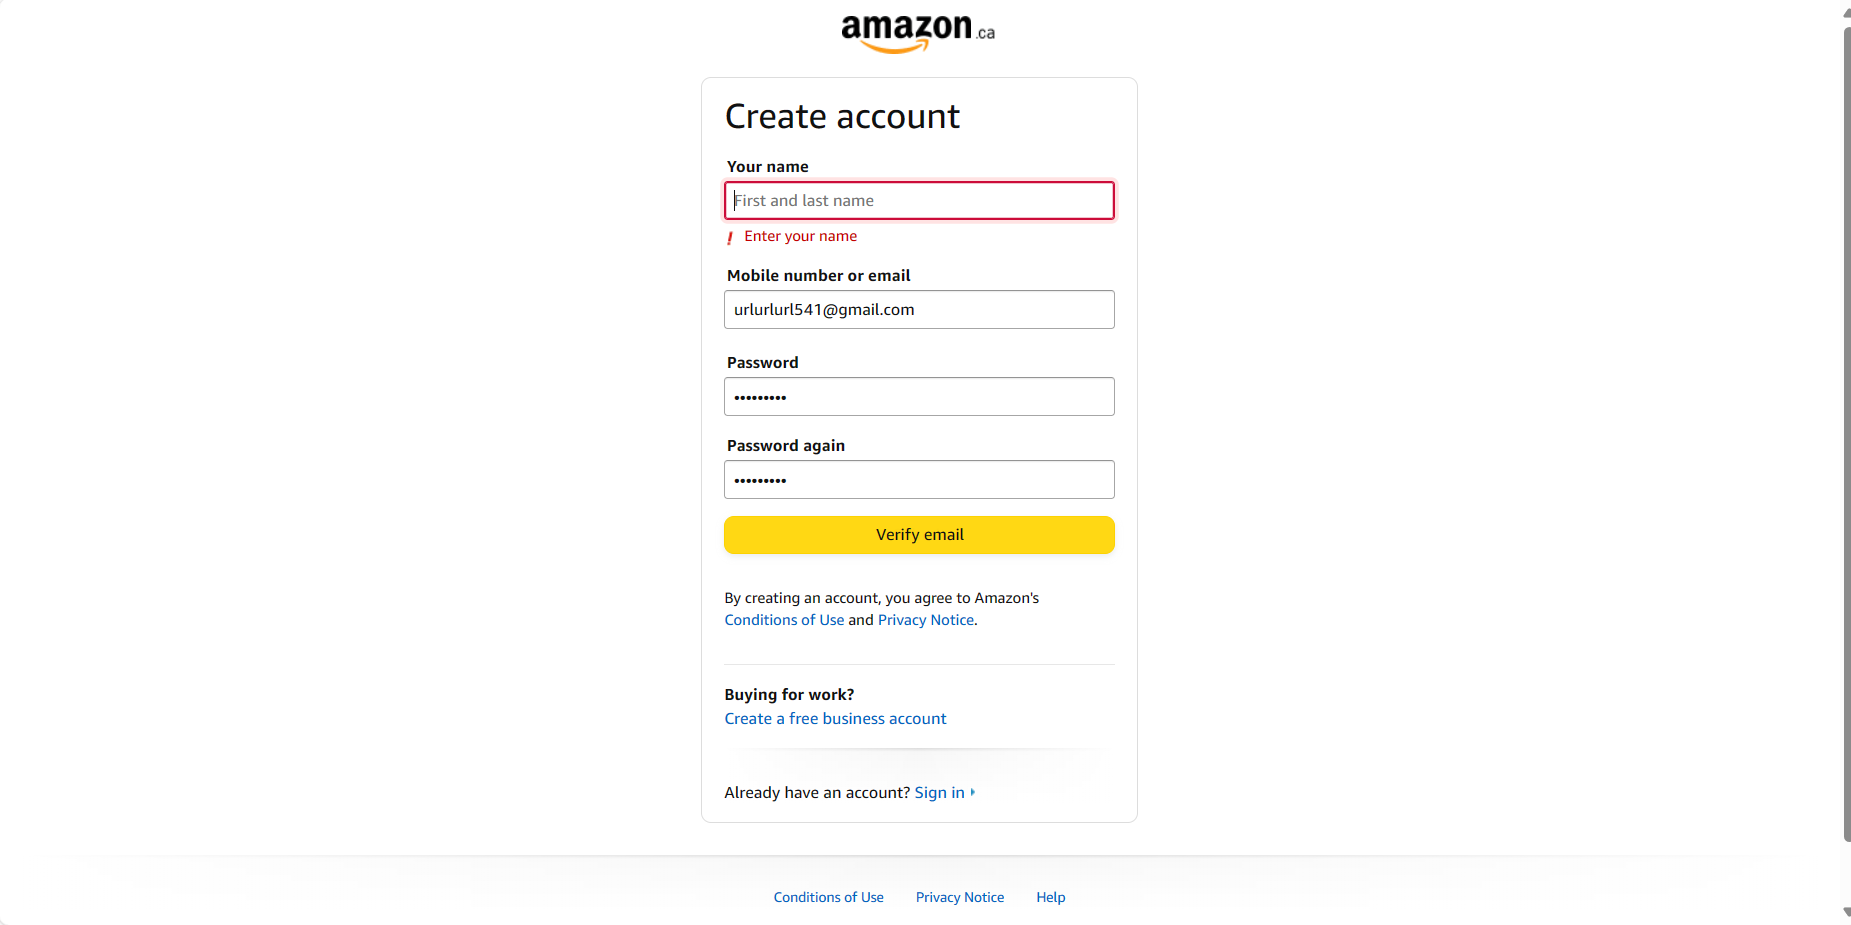 amazon.ca
Create account
Your name
First and last name
! Enter your name
Mobile number or email
urlurlurl541@gmail.com
Password
•••••••••
Password again
•••••••••
Verify email
By creating an account, you agree to Amazon's
Conditions of Use and Privacy Notice.
Buying for work?
Create a free business account
Already have an account? Sign in
Conditions of Use Privacy Notice Help